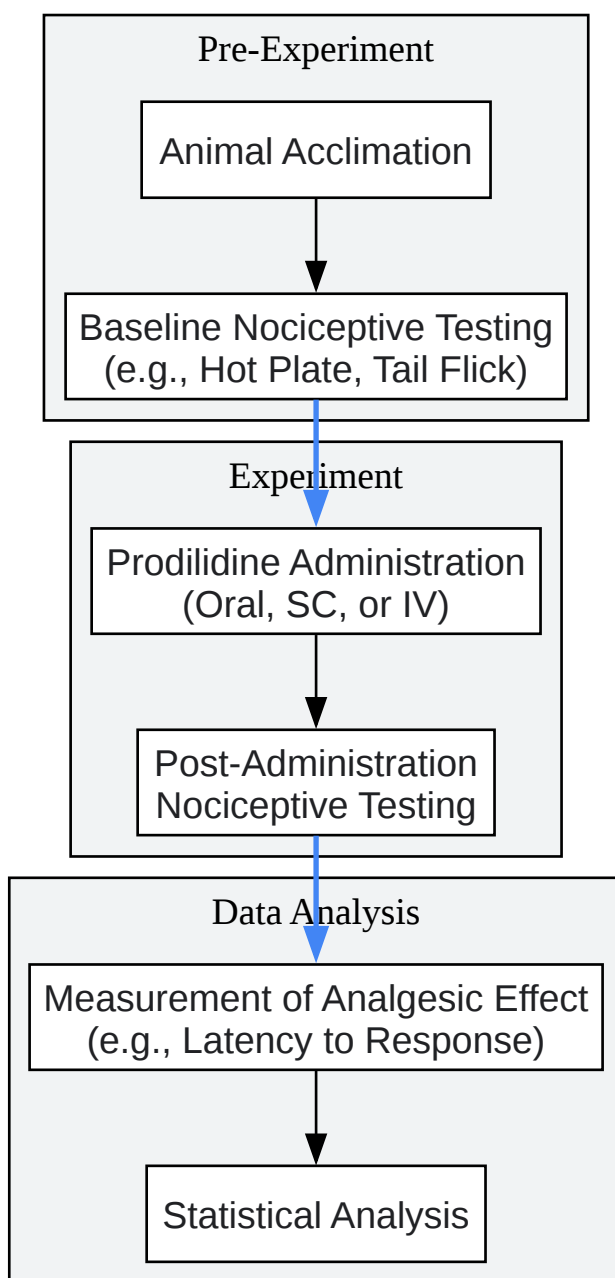 Pre-Experiment
Animal Acclimation
Baseline Nociceptive Testing
(e.g., Hot Plate, Tail Flick)
Experiment
Prodilidine Administration
(Oral, SC, or IV)
Post-Administration
Nociceptive Testing
Data Analysis
Measurement of Analgesic Effect
(e.g., Latency to Response)
Statistical Analysis